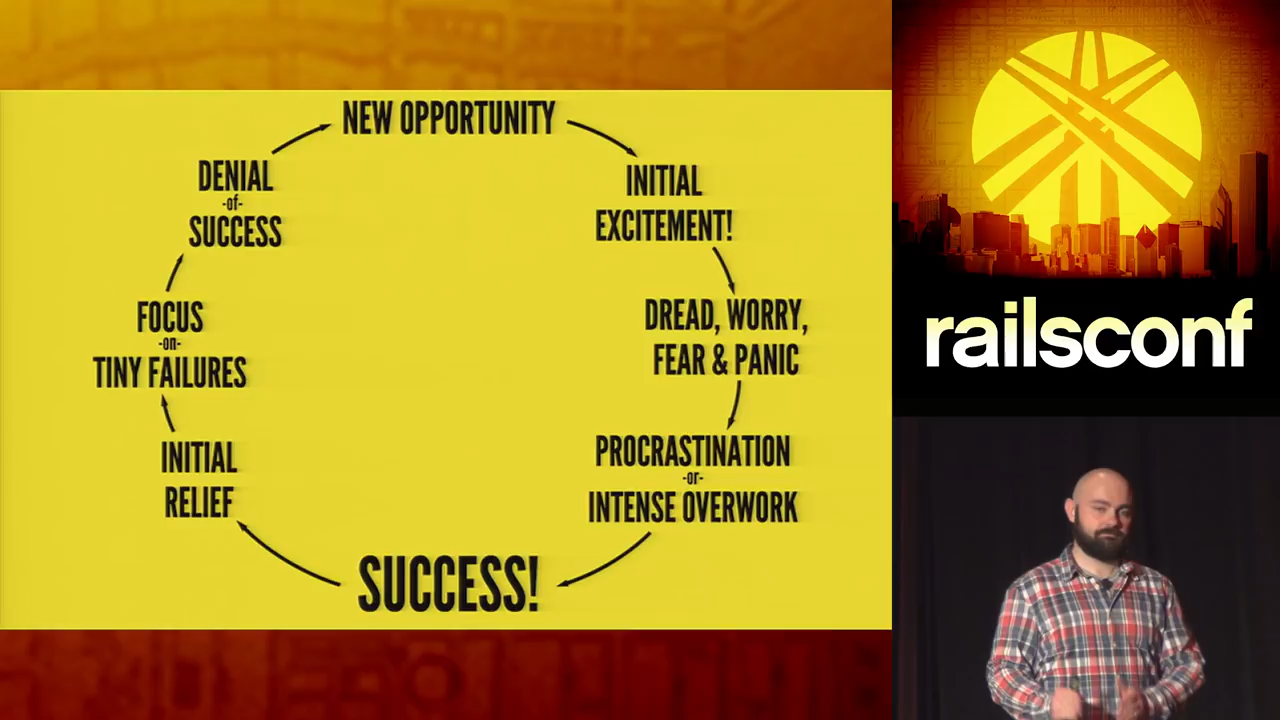 NEW OPPORTUNITY
INITIAL
EXCITEMENT!
DREAD, WORRY,
FEAR & PANIC
PROCRASTINATION
-or-
INTENSE OVERWORK
SUCCESS!
INITIAL
RELIEF
FOCUS
-on-
TINY FAILURES
DENIAL
-of-
SUCCESS
railsconf